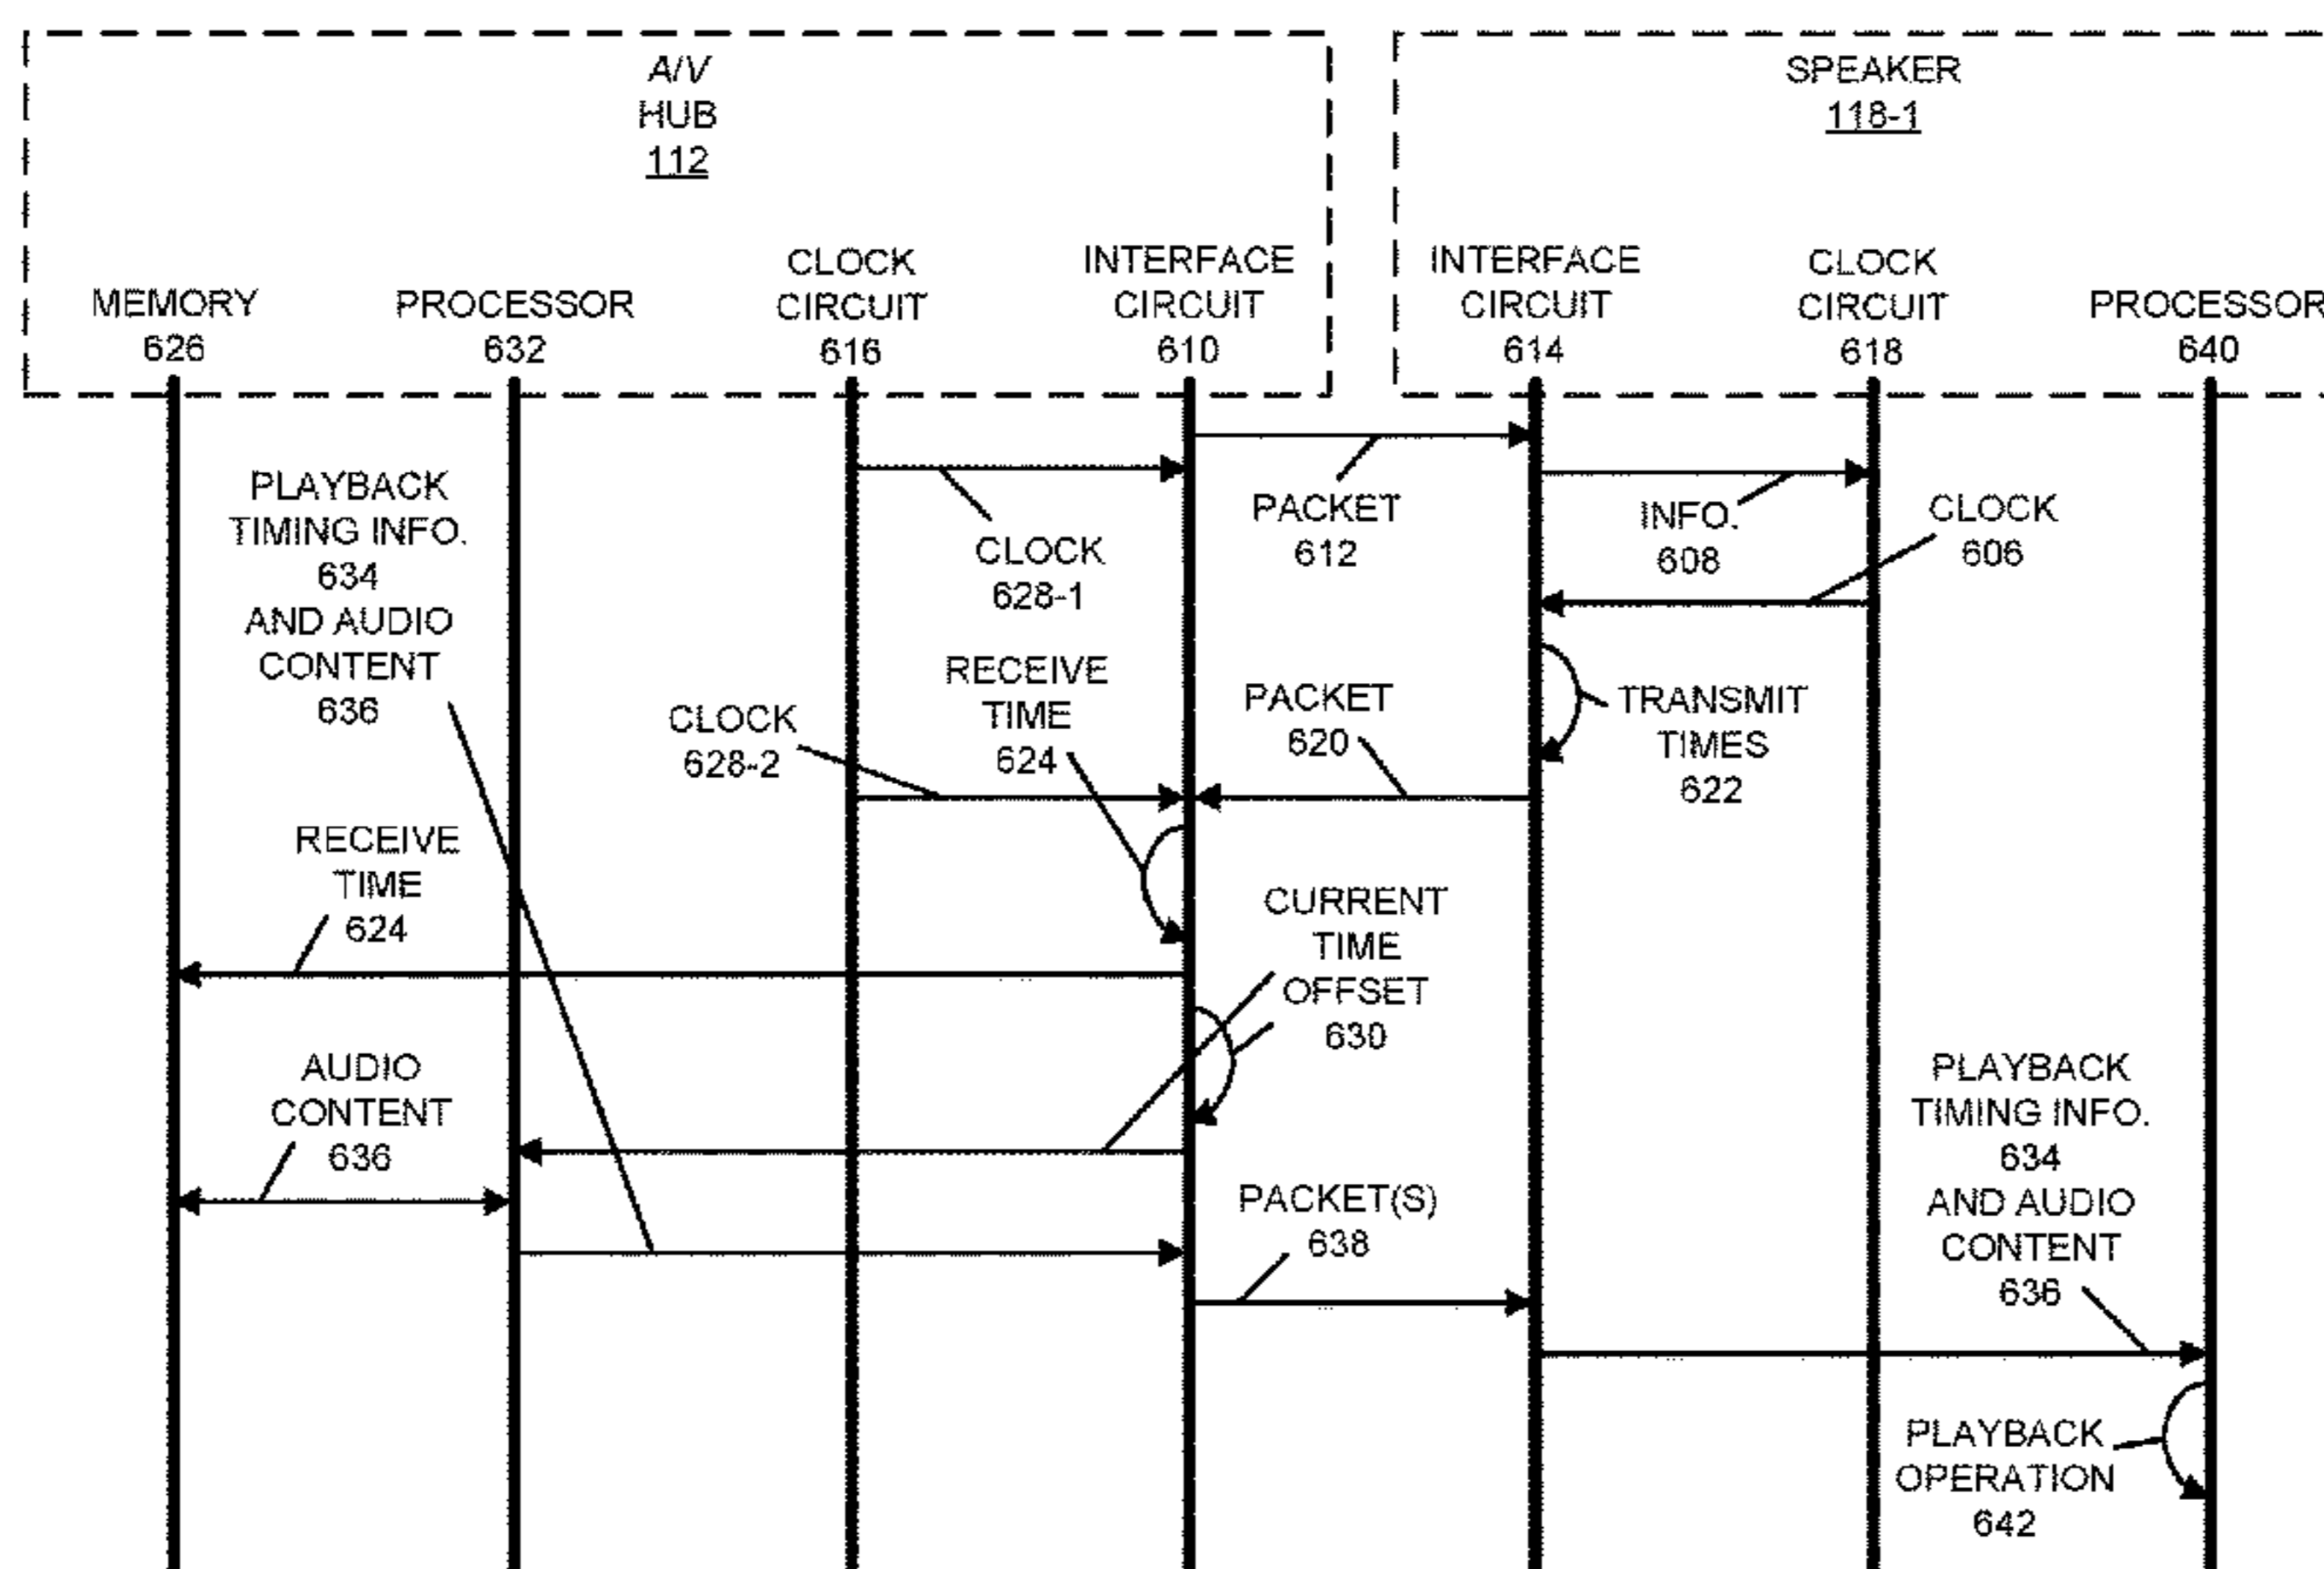 A/V
HUB
112
SPEAKER
118-1
MEMORY
626
PROCESSOR
632
CLOCK
CIRCUIT
616
INTERFACE
CIRCUIT
610
INTERFACE
CIRCUIT
614
CLOCK
CIRCUIT
618
PROCESSOR
640
PLAYBACK
TIMING INFO.
634
AND AUDIO
CONTENT
636
CLOCK
628-1
PACKET
612
INFO.
608
CLOCK
606
CLOCK
628-2
RECEIVE
TIME
624
PACKET
620
TRANSMIT
TIMES
622
RECEIVE
TIME
624
CURRENT
TIME
OFFSET
630
AUDIO
CONTENT
636
PACKET(S)
638
PLAYBACK
TIMING INFO.
634
AND AUDIO
CONTENT
636
PLAYBACK
OPERATION
642